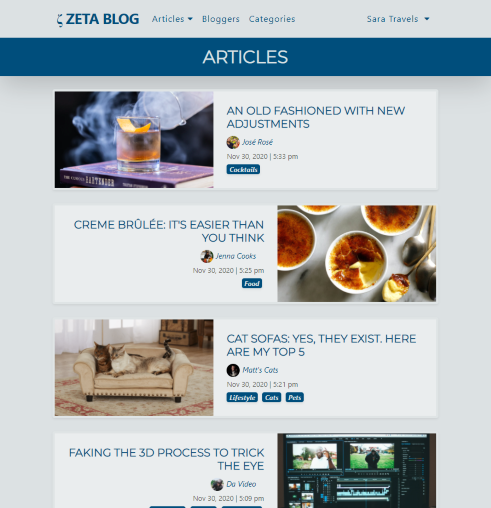 ZETA BLOG Articles Bloggers Categories Sara Travels
ARTICLES
AN OLD FASHIONED WITH NEW
ADJUSTMENTS
José Rosé
Nov 30, 2020 | 5:33 pm
Cocktails
BARTENDER
CREME BRÛLÉE: IT'S EASIER THAN
YOU THINK
Jenna Cooks
Nov 30, 2020 | 5:25 pm
Food
CAT SOFAS: YES, THEY EXIST. HERE
ARE MY TOP 5
Matt's Cats
Nov 30, 2020 | 5:21 pm
Lifestyle Cats Pets
FAKING THE 3D PROCESS TO TRICK
THE EYE
Da Video
Nov 30, 2020 | 5:09 pm